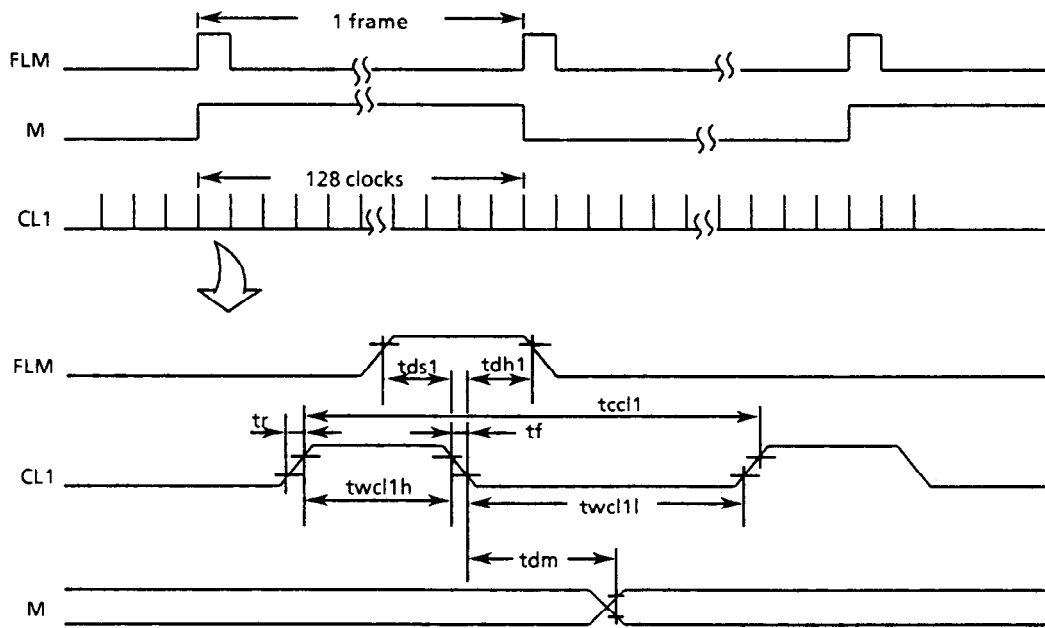 1 frame
FLM
M
128 clocks
CL1
FLM
tds1 tdh1
tccl1
tr tf
CL1
twcl1h twcl1l
tdm
M